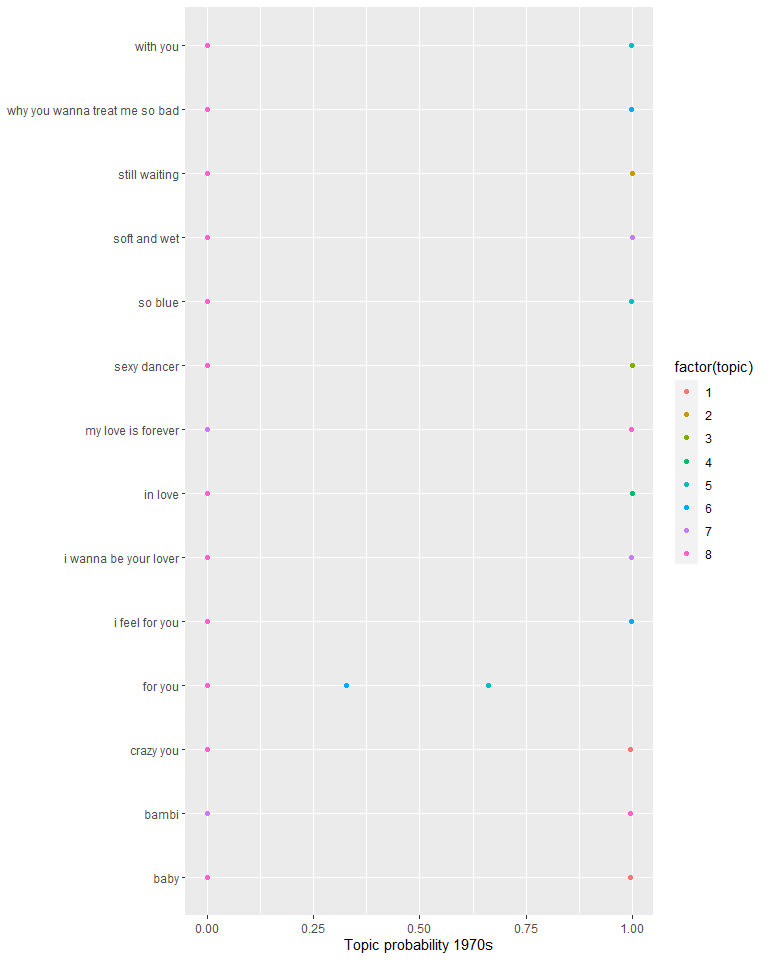 with you
why you wanna treat me so bad
still waiting
soft and wet
so blue
sexy dancer
my love is forever
in love
i wanna be your lover
i feel for you
for you
crazy you
bambi
baby
0.00 0.25 0.50 0.75 1.00
Topic probability 1970s
factor(topic)
1
2
3
4
5
6
7
8